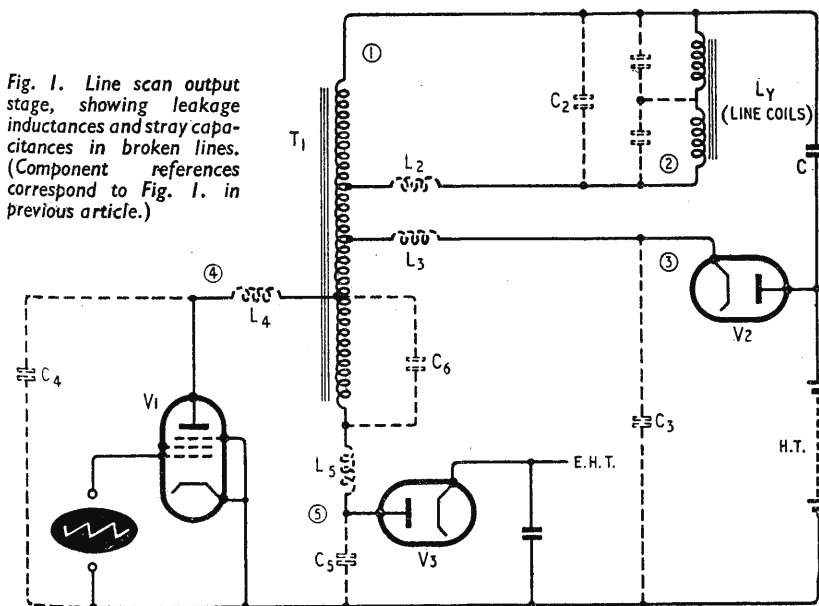 Fig. 1. Line scan output
stage, showing leakage
inductances and stray capa-
citances in broken lines.
(Component references
correspond to Fig. 1. in
previous article.)
①
T1
C2
LY
(LINE COILS)
②
C
L2
L3
③
V2
④
L4
C4
C6
C3
V1
H.T.
L5
E.H.T.
⑤
C5
V3